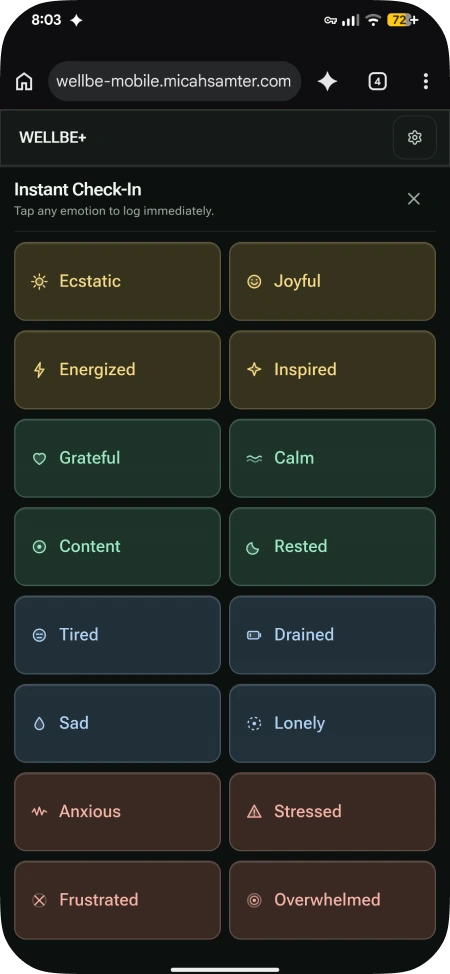 8:03
72
wellbe-mobile.micahsamter.com
4
WELLBE+
Instant Check-In
Tap any emotion to log immediately.
Ecstatic
Joyful
Energized
Inspired
Grateful
Calm
Content
Rested
Tired
Drained
Sad
Lonely
Anxious
Stressed
Frustrated
Overwhelmed